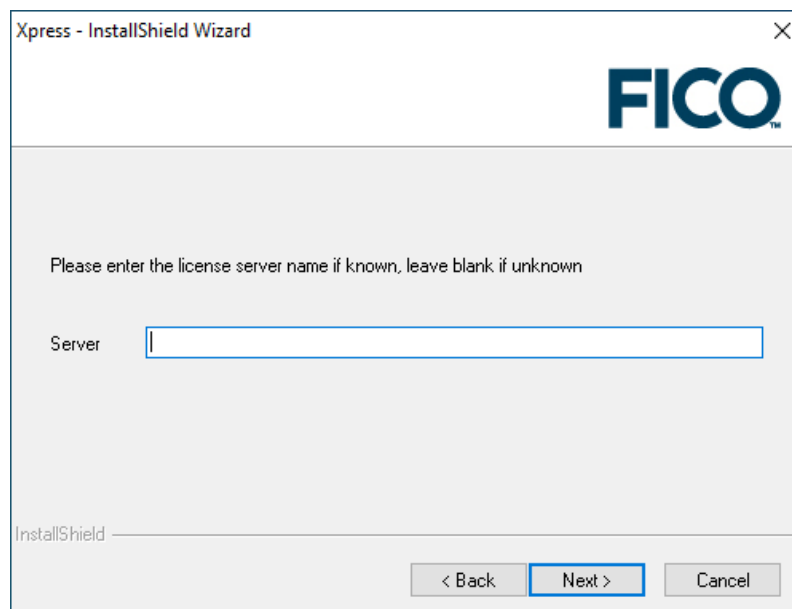 Xpress - InstallShield Wizard
FICO™
Please enter the license server name if known, leave blank if unknown
Server
InstallShield
< Back Next > Cancel